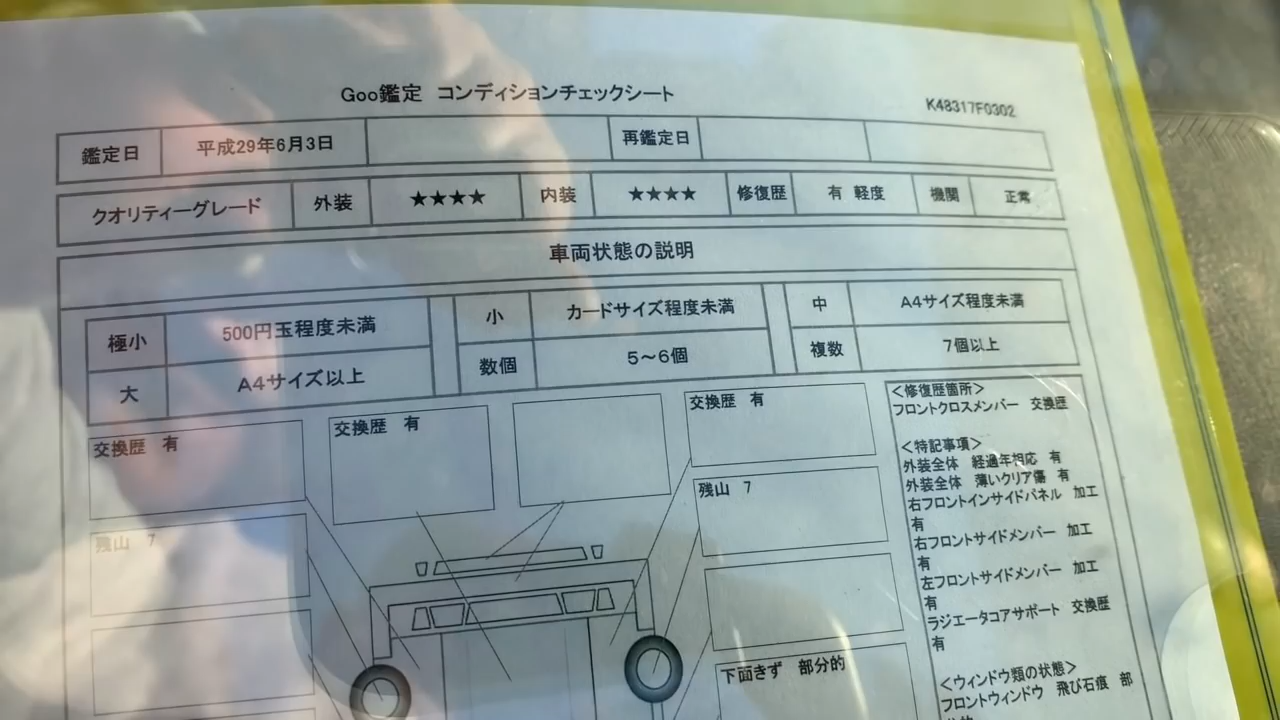 Goo鑑定 コンディションチェックシート
K48317F0302
鑑定日 平成29年6月3日 再鑑定日
クオリティーグレード 外装 ★★★★ 内装 ★★★★ 修復歴 有 軽度 機関 正常
車両状態の説明
極小 500円玉程度未満 小 カードサイズ程度未満 中 A4サイズ程度未満
大 A4サイズ以上 数個 5～6個 複数 7個以上
交換歴 有
交換歴 有
交換歴 有
残山 7
残山 7
下面きず 部分的
＜修復歴箇所＞
フロントクロスメンバー 交換歴
＜特記事項＞
外装全体 経過年相応 有
外装全体 薄いクリア傷 有
右フロントインサイドパネル 加工
有
右フロントサイドメンバー 加工
有
左フロントサイドメンバー 加工
有
ラジエータコアサポート 交換歴
有
＜ウィンドウ類の状態＞
フロントウィンドウ 飛び石痕 部